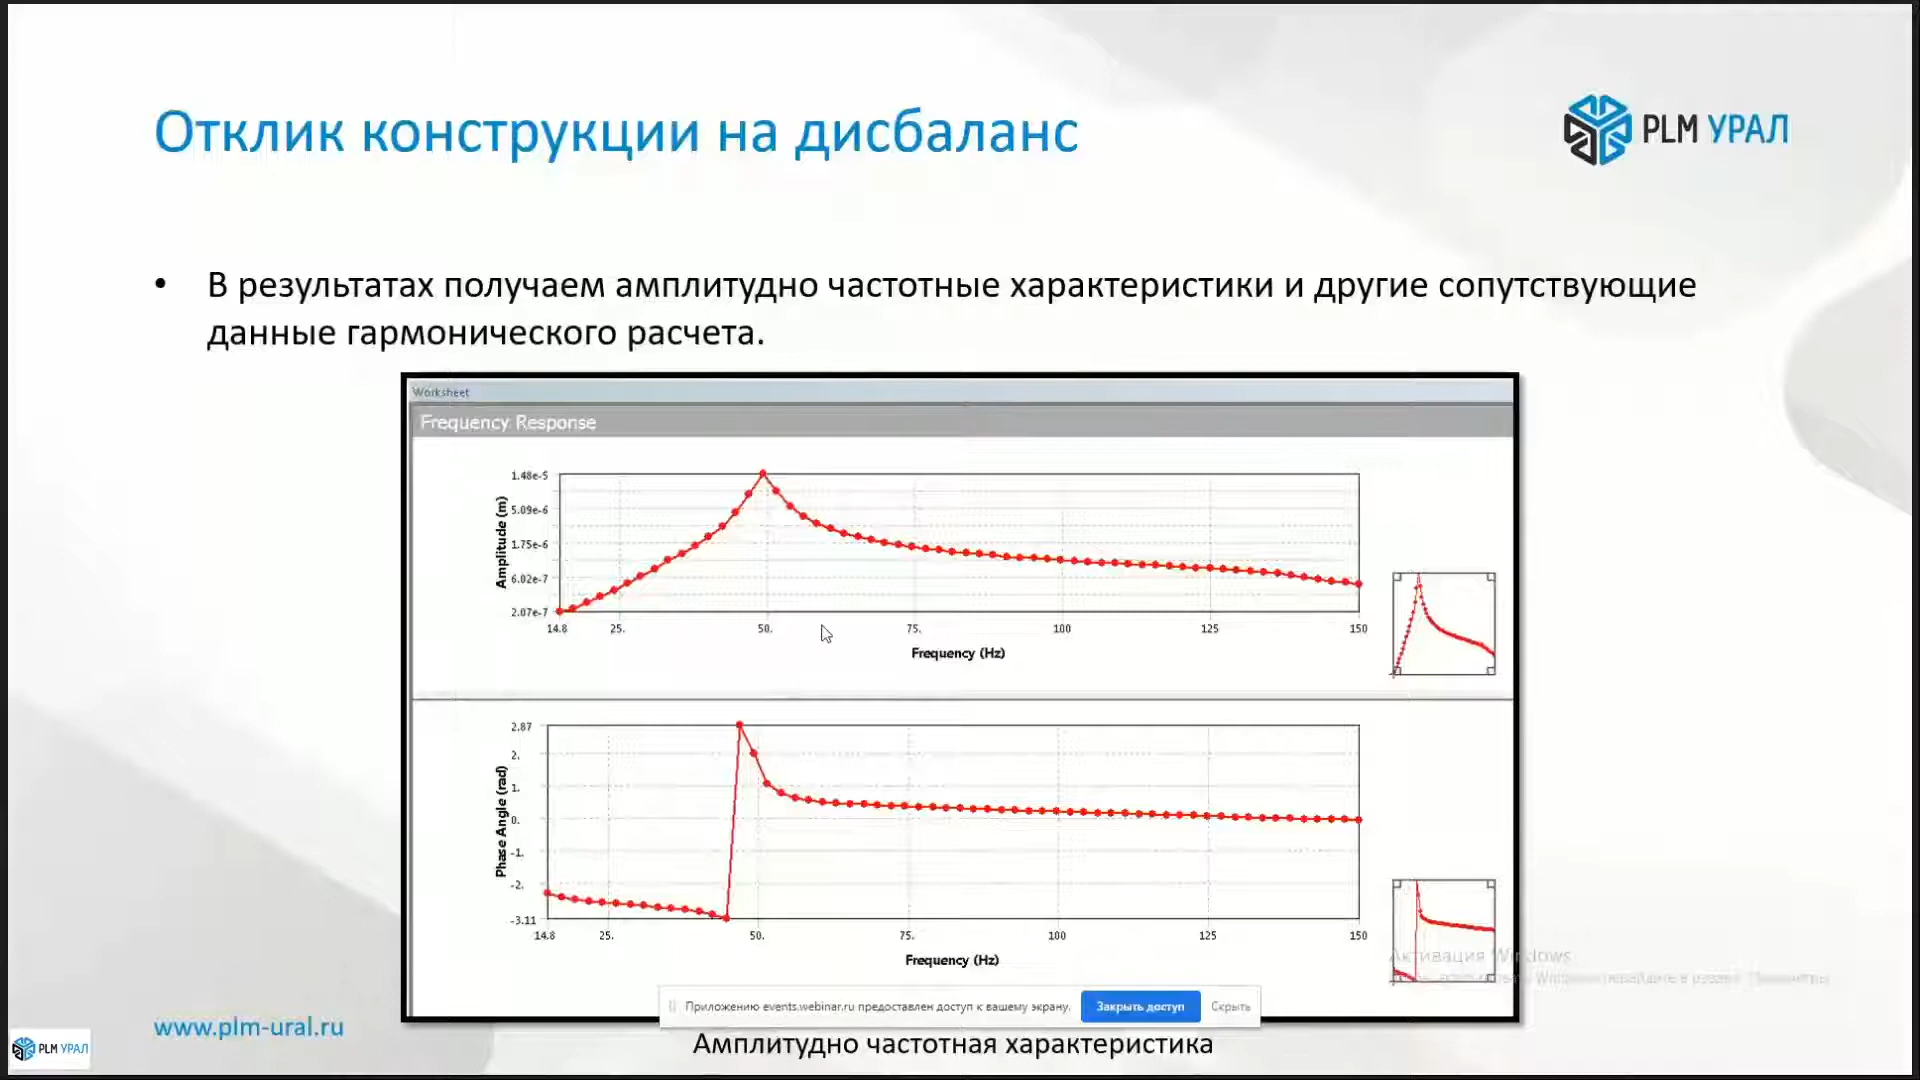 Отклик конструкции на дисбаланс
PLM УРАЛ
• В результатах получаем амплитудно частотные характеристики и другие сопутствующие
данные гармонического расчета.
Worksheet
Frequency Response
Amplitude (m)
1.48e-5
5.09e-6
1.75e-6
6.02e-7
2.07e-7
14.8 25. 50. 75. 100 125 150
Frequency (Hz)
Phase Angle (rad)
2.87
2.
1.
0.
-1.
-2.
-3.11
14.8 25. 50. 75. 100 125 150
Frequency (Hz)
Активация Windows
Приложению events.webinar.ru предоставлен доступ к вашему экрану. Закрыть доступ Скрыть
www.plm-ural.ru
PLM УРАЛ
Амплитудно частотная характеристика